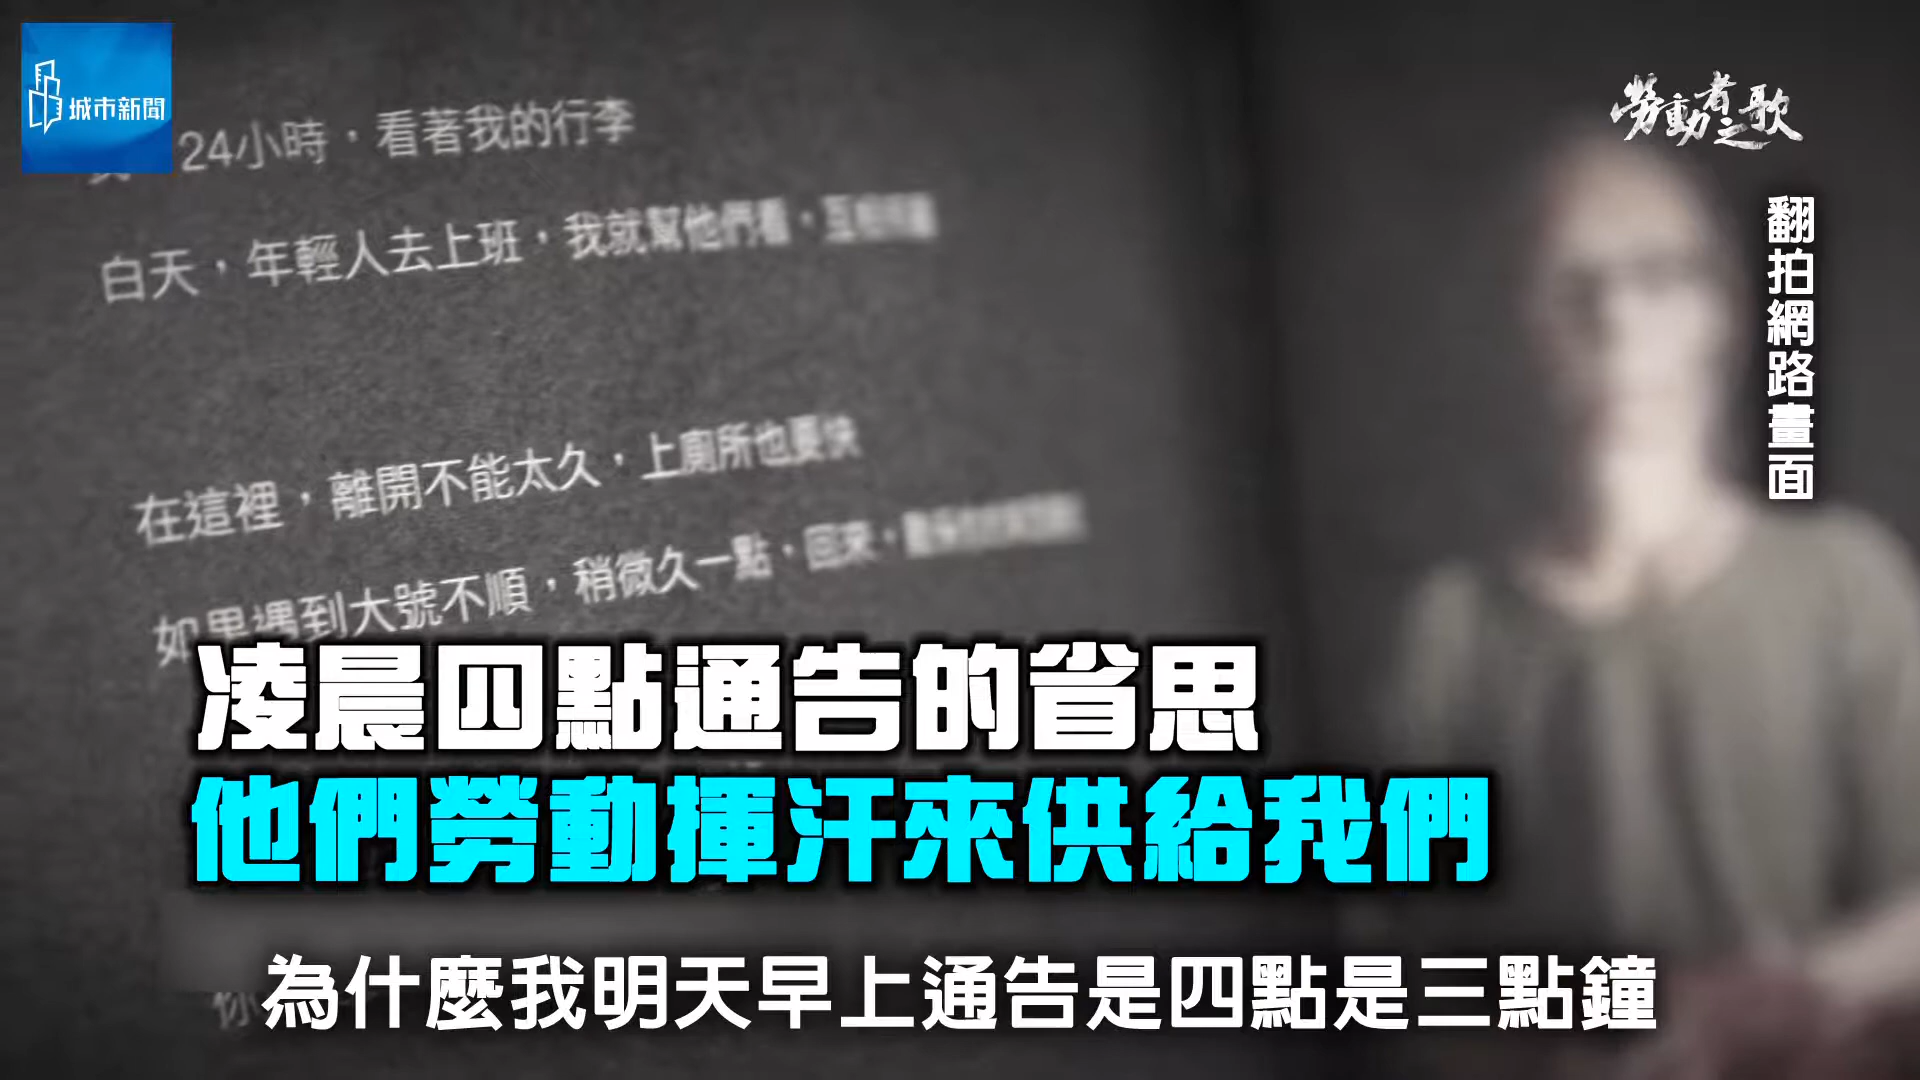 城市新聞
勞動者之歌
翻拍網路畫面
24小時，看著我的行李
白天，年輕人去上班，我就幫他們看，互相
在這裡，離開不能太久，上廁所也要快
如果遇到大號不順，稍微久一點，回來，
凌晨四點通告的省思
他們勞動揮汗來供給我們
你
為什麼我明天早上通告是四點是三點鐘